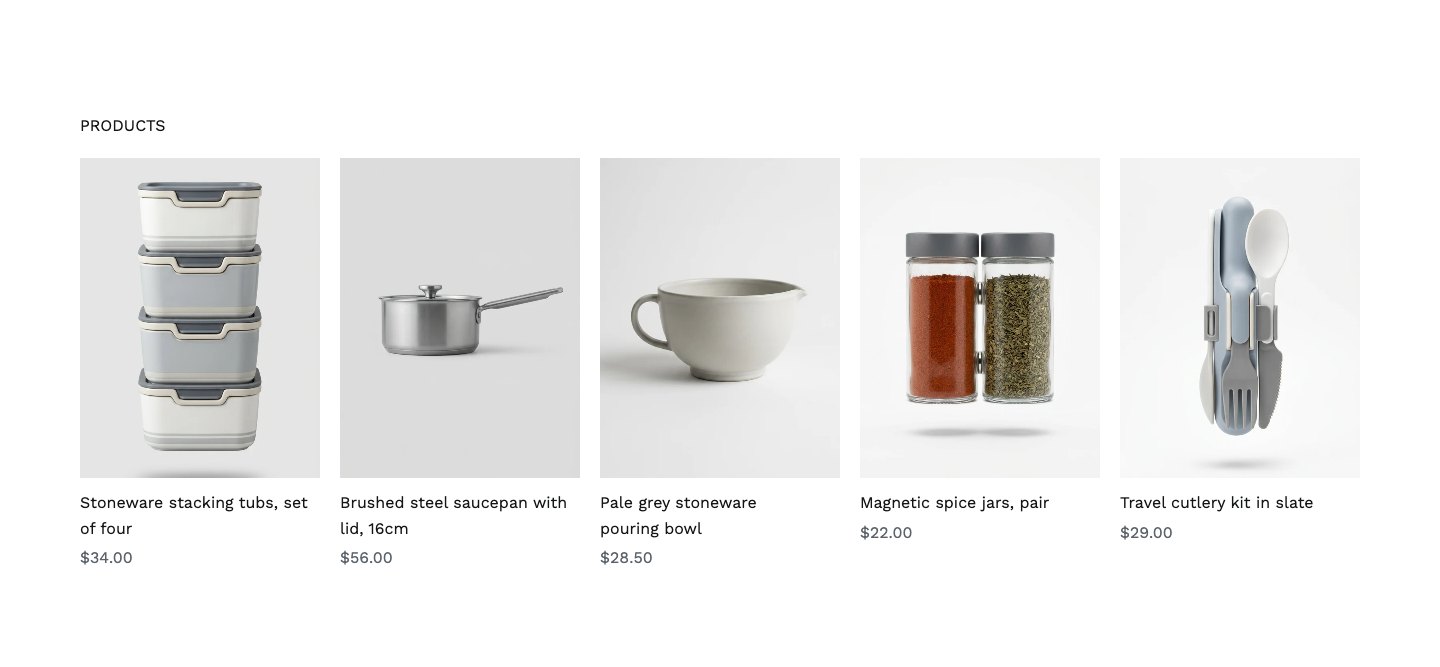 PRODUCTS
Stoneware stacking tubs, set
of four
$34.00
Brushed steel saucepan with
lid, 16cm
$56.00
Pale grey stoneware
pouring bowl
$28.50
Magnetic spice jars, pair
$22.00
Travel cutlery kit in slate
$29.00